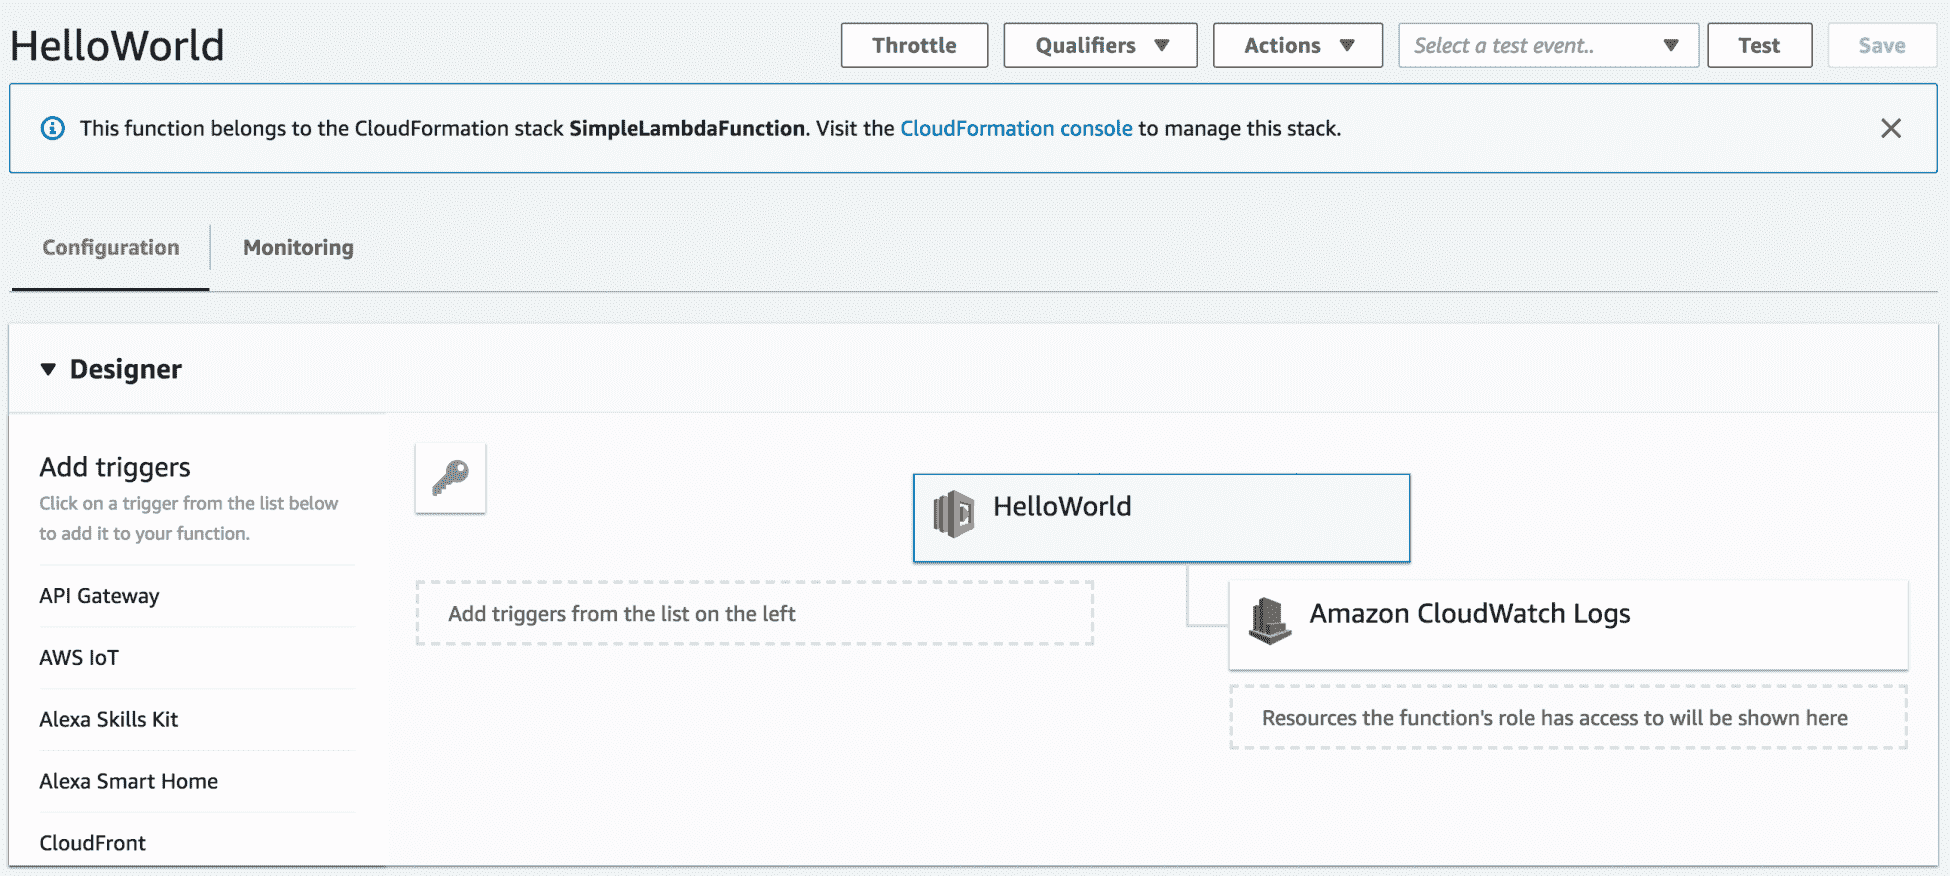 HelloWorld
Throttle
Qualifiers
Actions
Select a test event..
Test
Save
This function belongs to the CloudFormation stack SimpleLambdaFunction. Visit the CloudFormation console to manage this stack.
Configuration
Monitoring
Designer
Add triggers
Click on a trigger from the list below
to add it to your function.
API Gateway
AWS IoT
Alexa Skills Kit
Alexa Smart Home
CloudFront
HelloWorld
Add triggers from the list on the left
Amazon CloudWatch Logs
Resources the function's role has access to will be shown here